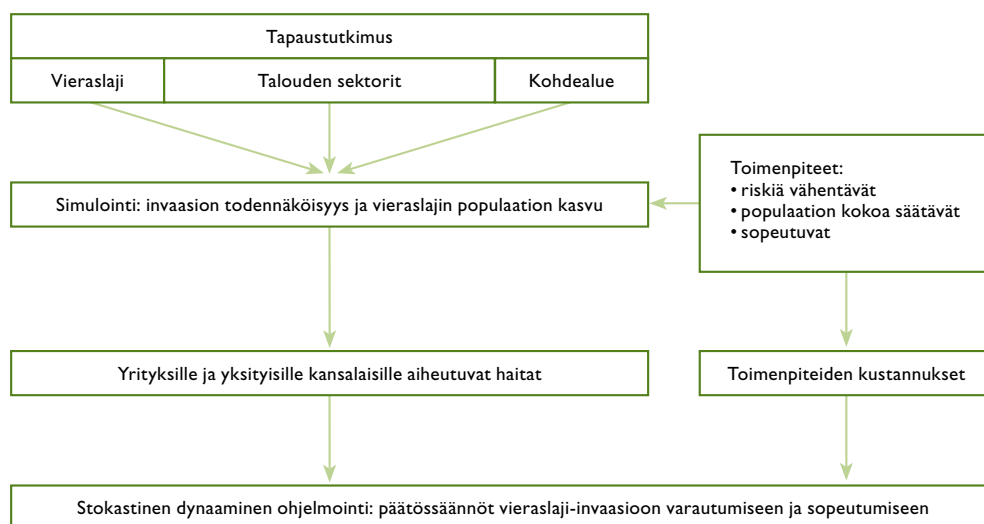 Tapaustutkimus
Vieraslaji
Talouden sektorit
Kohdealue
Toimenpiteet:
• riskiä vähentävät
• populaation kokoa säätävät
• sopeutuvat
Simulointi: invaasion todennäköisyys ja vieraslajin populaation kasvu
Yrityksille ja yksityisille kansalaisille aiheutuvat haitat
Toimenpiteiden kustannukset
Stokastinen dynaaminen ohjelmointi: päätössäännöt vieraslaji-invaasioon varautumiseen ja sopeutumiseen